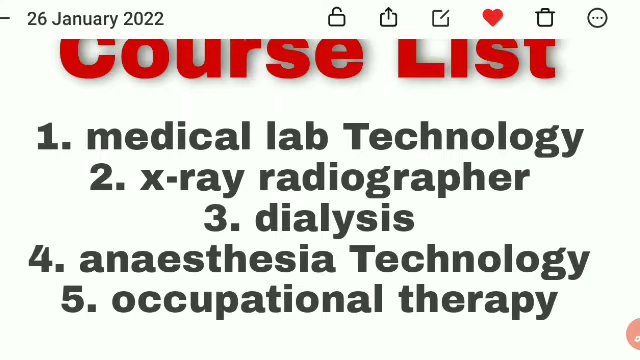 26 January 2022
Course List
1. medical lab Technology
2. x-ray radiographer
3. dialysis
4. anaesthesia Technology
5. occupational therapy